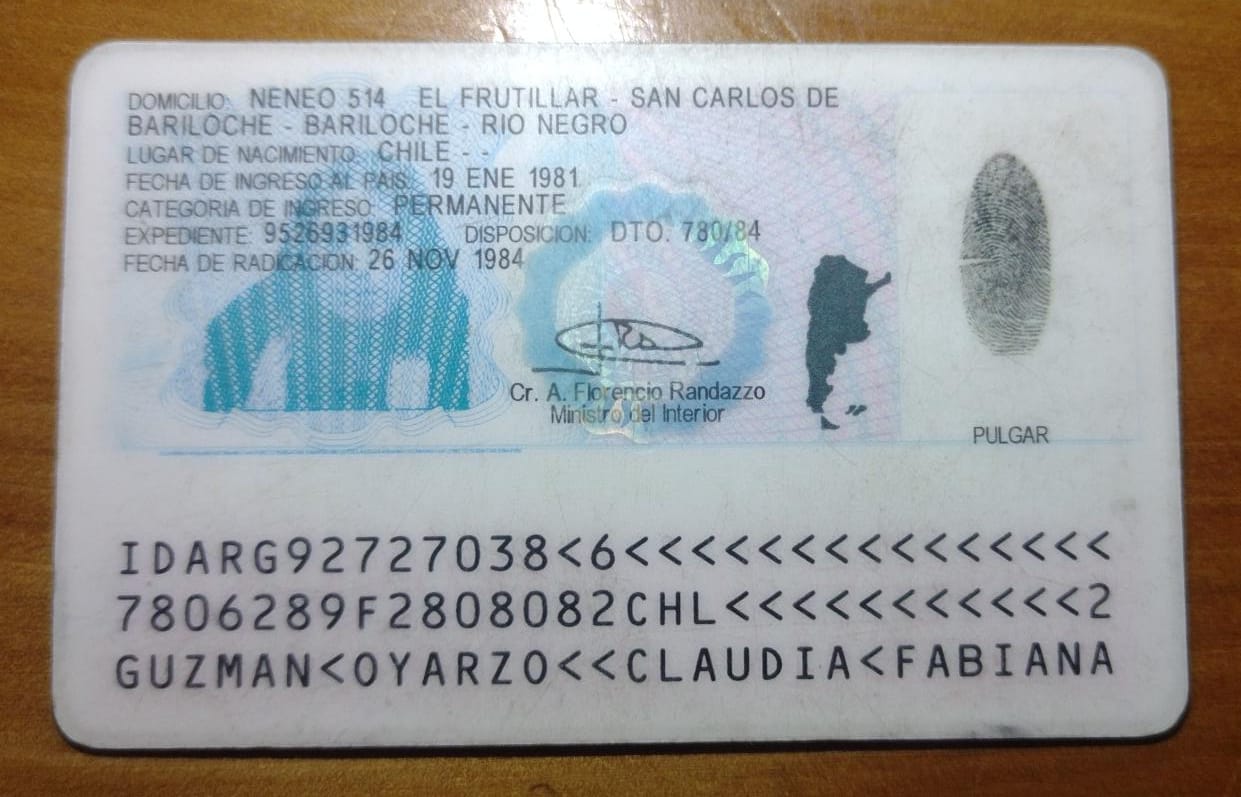 DOMICILIO: NENEO 514 EL FRUTILLAR - SAN CARLOS DE
BARILOCHE - BARILOCHE - RIO NEGRO
LUGAR DE NACIMIENTO: CHILE - -
FECHA DE INGRESO AL PAIS: 19 ENE 1981
CATEGORIA DE INGRESO: PERMANENTE
EXPEDIENTE: 9526931984 DISPOSICION: DTO. 780/84
FECHA DE RADICACION: 26 NOV 1984
Cr. A. Florencio Randazzo
Ministro del Interior
PULGAR
IDARG92727038<6<<<<<<<<<<<<<<<
7806289F2808082CHL<<<<<<<<<<<2
GUZMAN<OYARZO<<CLAUDIA<FABIANA